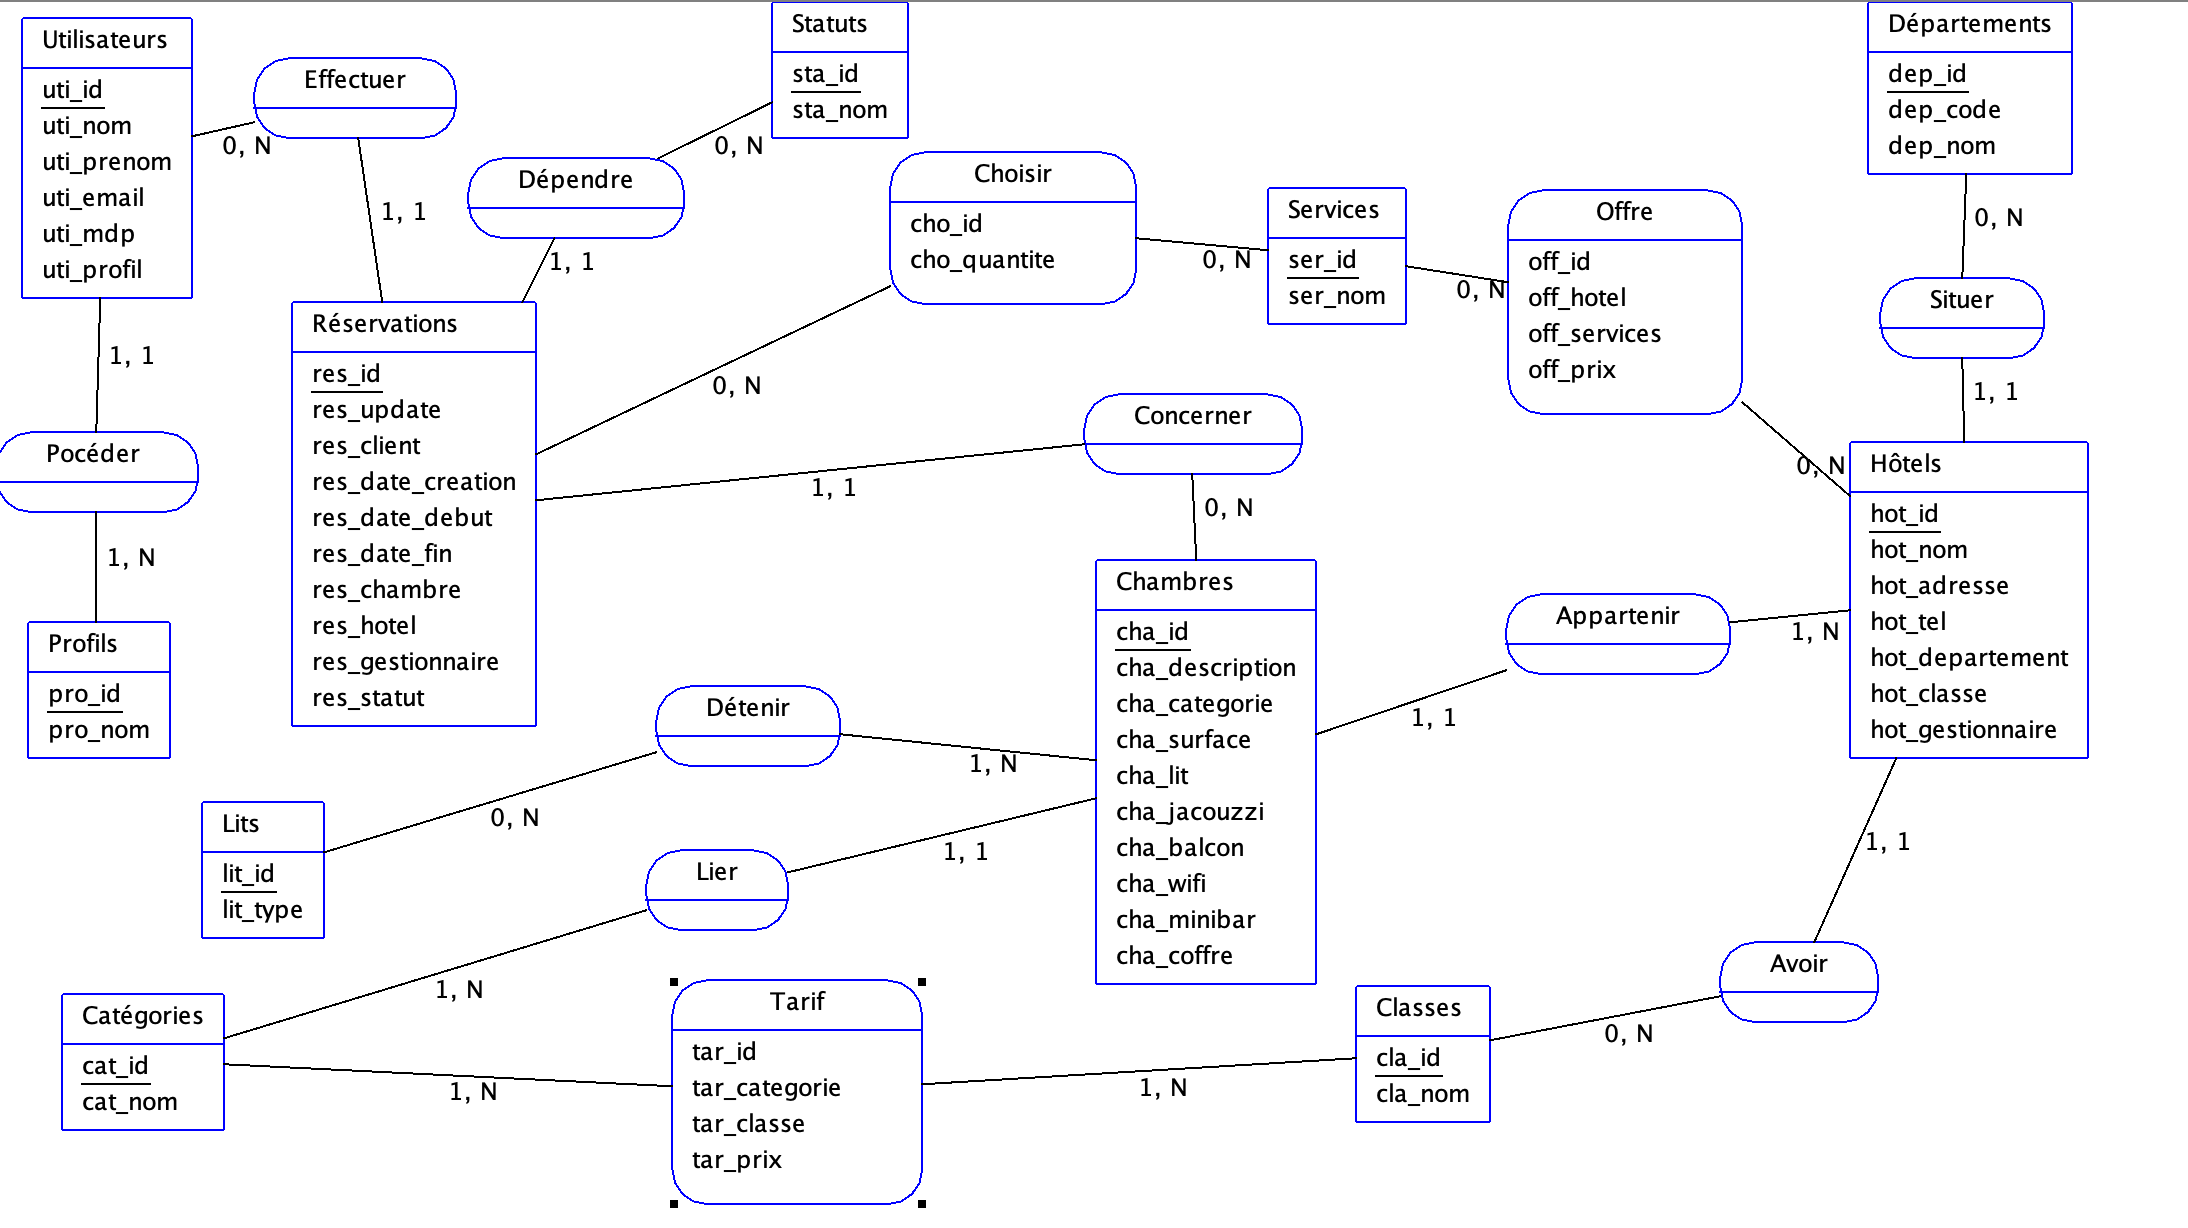 Utilisateurs
uti_id
uti_nom
uti_prenom
uti_email
uti_mdp
uti_profil
0, N
Effectuer
1, 1
Statuts
sta_id
sta_nom
0, N
Dépendre
1, 1
Choisir
cho_id
cho_quantite
0, N
0, N
Services
ser_id
ser_nom
0, N
Offre
off_id
off_hotel
off_services
off_prix
0, N
Départements
dep_id
dep_code
dep_nom
0, N
Situer
1, 1
1, 1
Pocéder
1, N
Profils
pro_id
pro_nom
Réservations
res_id
res_update
res_client
res_date_creation
res_date_debut
res_date_fin
res_chambre
res_hotel
res_gestionnaire
res_statut
Concerner
1, 1
0, N
Hôtels
hot_id
hot_nom
hot_adresse
hot_tel
hot_departement
hot_classe
hot_gestionnaire
Chambres
cha_id
cha_description
cha_categorie
cha_surface
cha_lit
cha_jacouzzi
cha_balcon
cha_wifi
cha_minibar
cha_coffre
Appartenir
1, N
1, 1
Détenir
1, N
0, N
Lits
lit_id
lit_type
Lier
1, 1
1, N
Catégories
cat_id
cat_nom
1, N
Tarif
tar_id
tar_categorie
tar_classe
tar_prix
1, N
Classes
cla_id
cla_nom
0, N
Avoir
1, 1